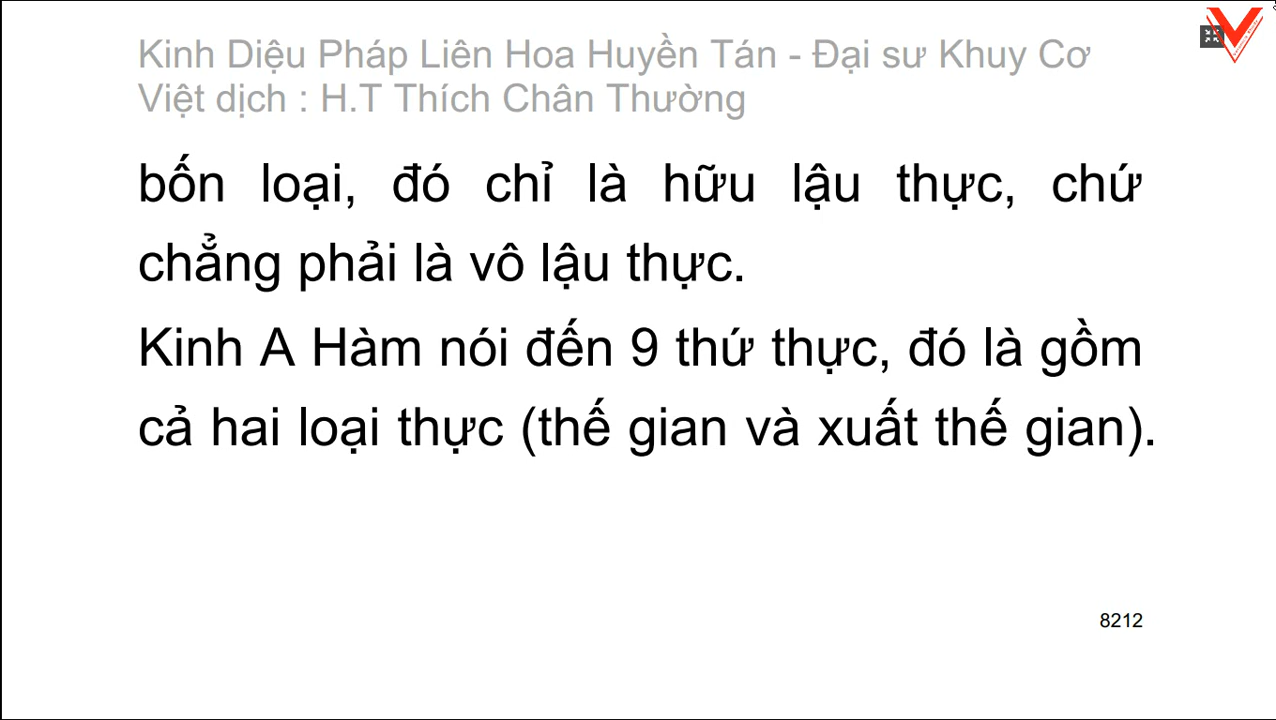 Kinh Diệu Pháp Liên Hoa Huyền Tán - Đại sư Khuy Cơ
Việt dịch : H.T Thích Chân Thường
bốn loại, đó chỉ là hữu lậu thực, chứ
chẳng phải là vô lậu thực.
Kinh A Hàm nói đến 9 thứ thực, đó là gồm
cả hai loại thực (thế gian và xuất thế gian).
8212